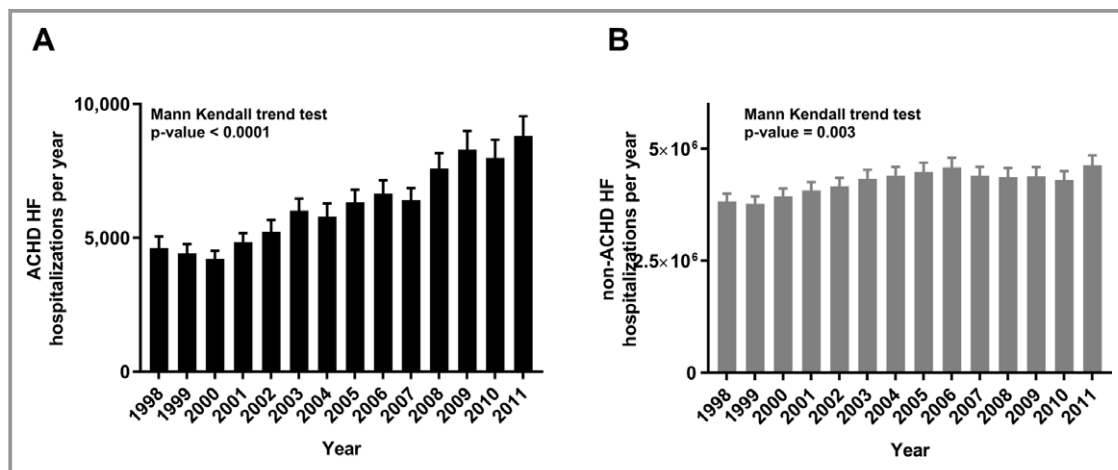 A
Mann Kendall trend test
p-value < 0.0001
ACHD HF
hospitalizations per year
10,000
5,000
0
1998
1999
2000
2001
2002
2003
2004
2005
2006
2007
2008
2009
2010
2011
Year
B
Mann Kendall trend test
p-value = 0.003
non-ACHD HF
hospitalizations per year
5×10⁶
2.5×10⁶
0
1998
1999
2000
2001
2002
2003
2004
2005
2006
2007
2008
2009
2010
2011
Year